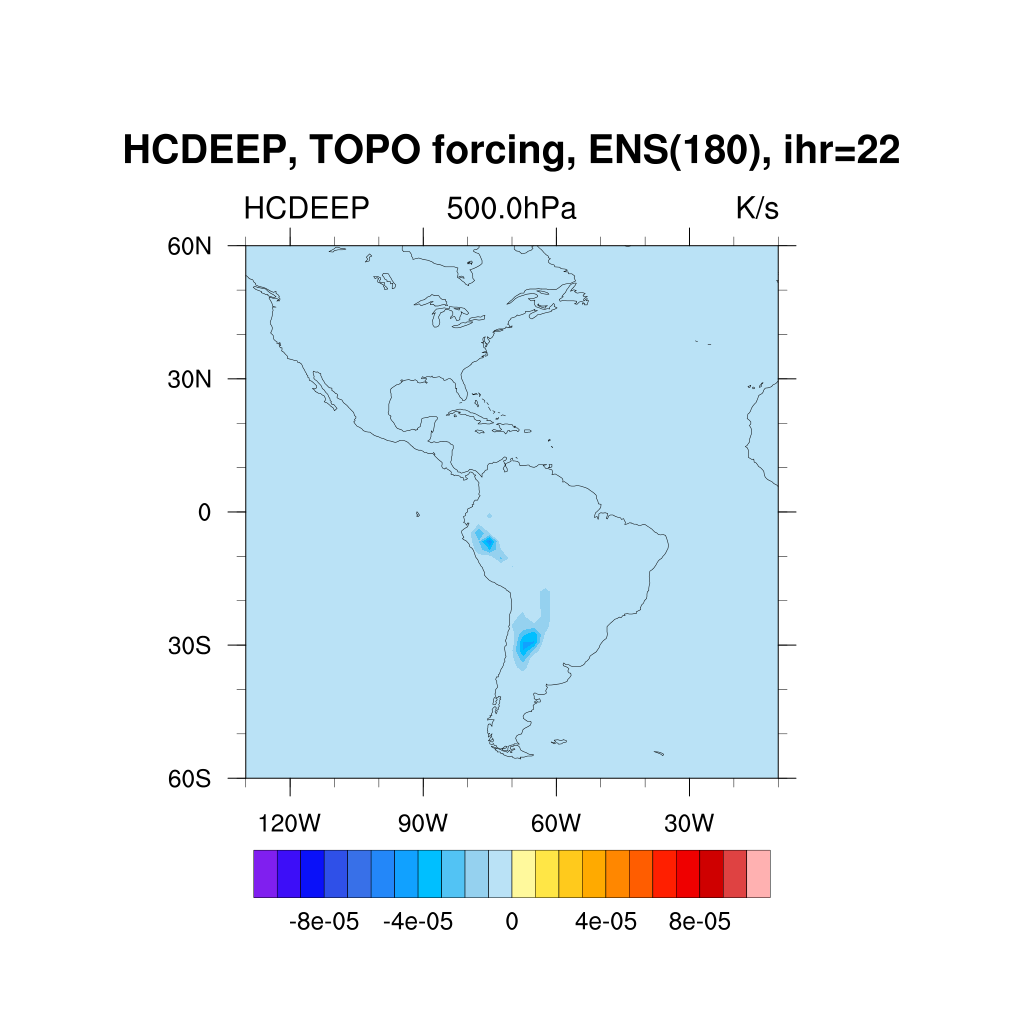 HCDEEP, TOPO forcing, ENS(180), ihr=22
HCDEEP 500.0hPa K/s
60N
30N
0
30S
60S
120W 90W 60W 30W
-8e-05 -4e-05 0 4e-05 8e-05